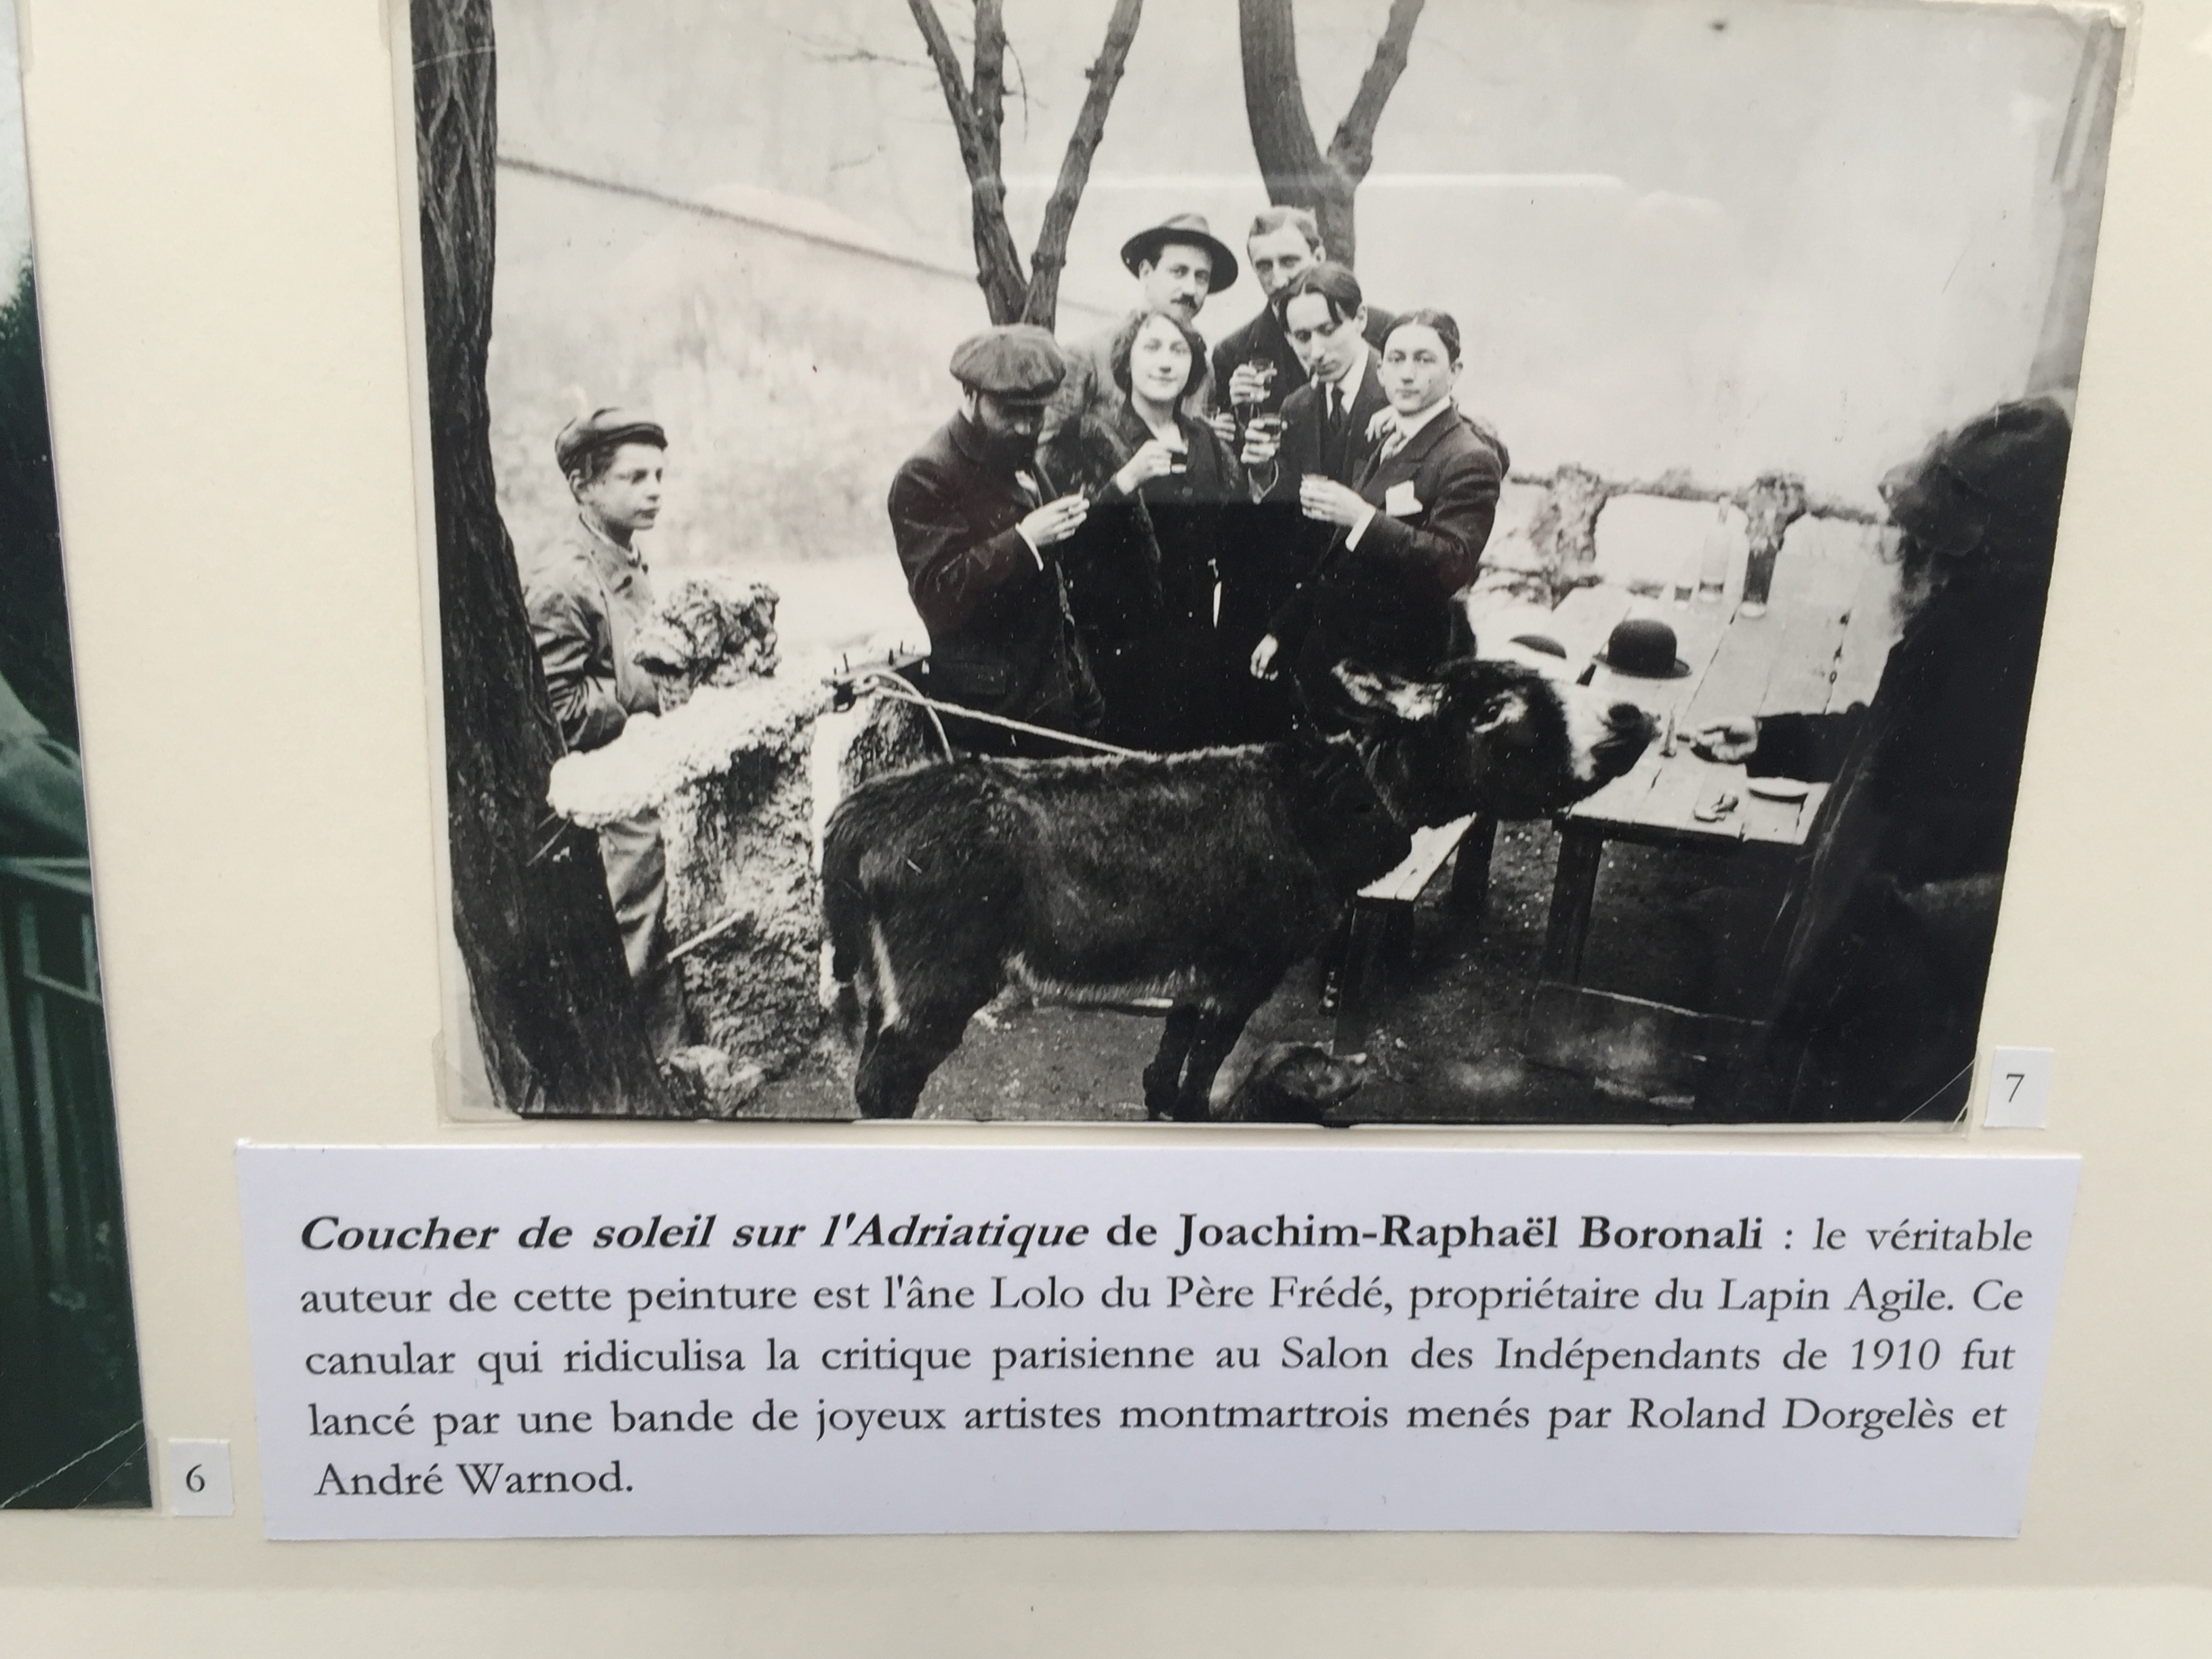 7
Coucher de soleil sur l'Adriatique de Joachim-Raphaël Boronali : le véritable
auteur de cette peinture est l'âne Lolo du Père Frédé, propriétaire du Lapin Agile. Ce
canular qui ridiculisa la critique parisienne au Salon des Indépendants de 1910 fut
lancé par une bande de joyeux artistes montmartrois menés par Roland Dorgelès et
André Warnod.
6